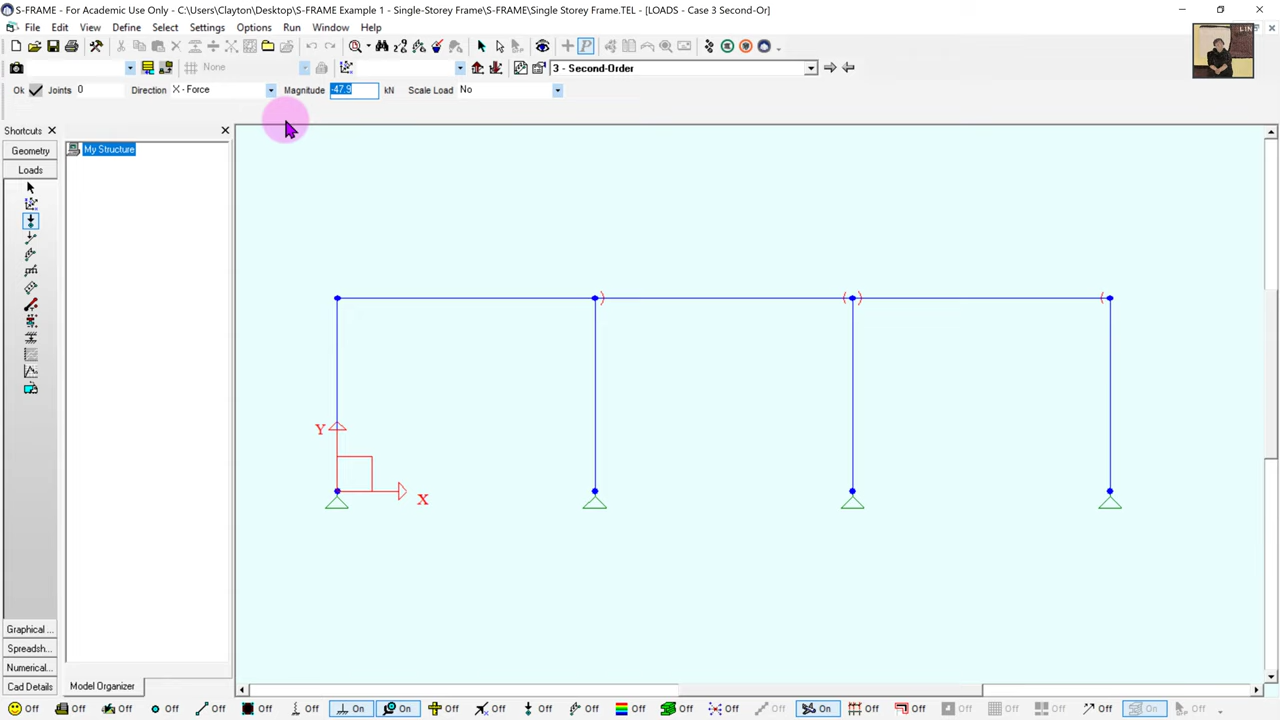 S-FRAME - For Academic Use Only - C:\Users\Clayton\Desktop\S-FRAME Example 1 - Single-Storey Frame\S-FRAME\Single Storey Frame.TEL - [LOADS - Case 3 Second-Or]
File Edit View Define Select Settings Options Run Window Help
LIN
None 3 - Second-Order
Ok Joints 0 Direction X - Force Magnitude -47.9 kN Scale Load No
Shortcuts
Geometry
My Structure
Loads
Y
X
Graphical ...
Spreadsh...
Numerical...
Cad Details
Model Organizer
Off Off Off Off Off Off Off On On Off Off Off Off Off Off Off Off On Off Off Off Off Off Off On Off